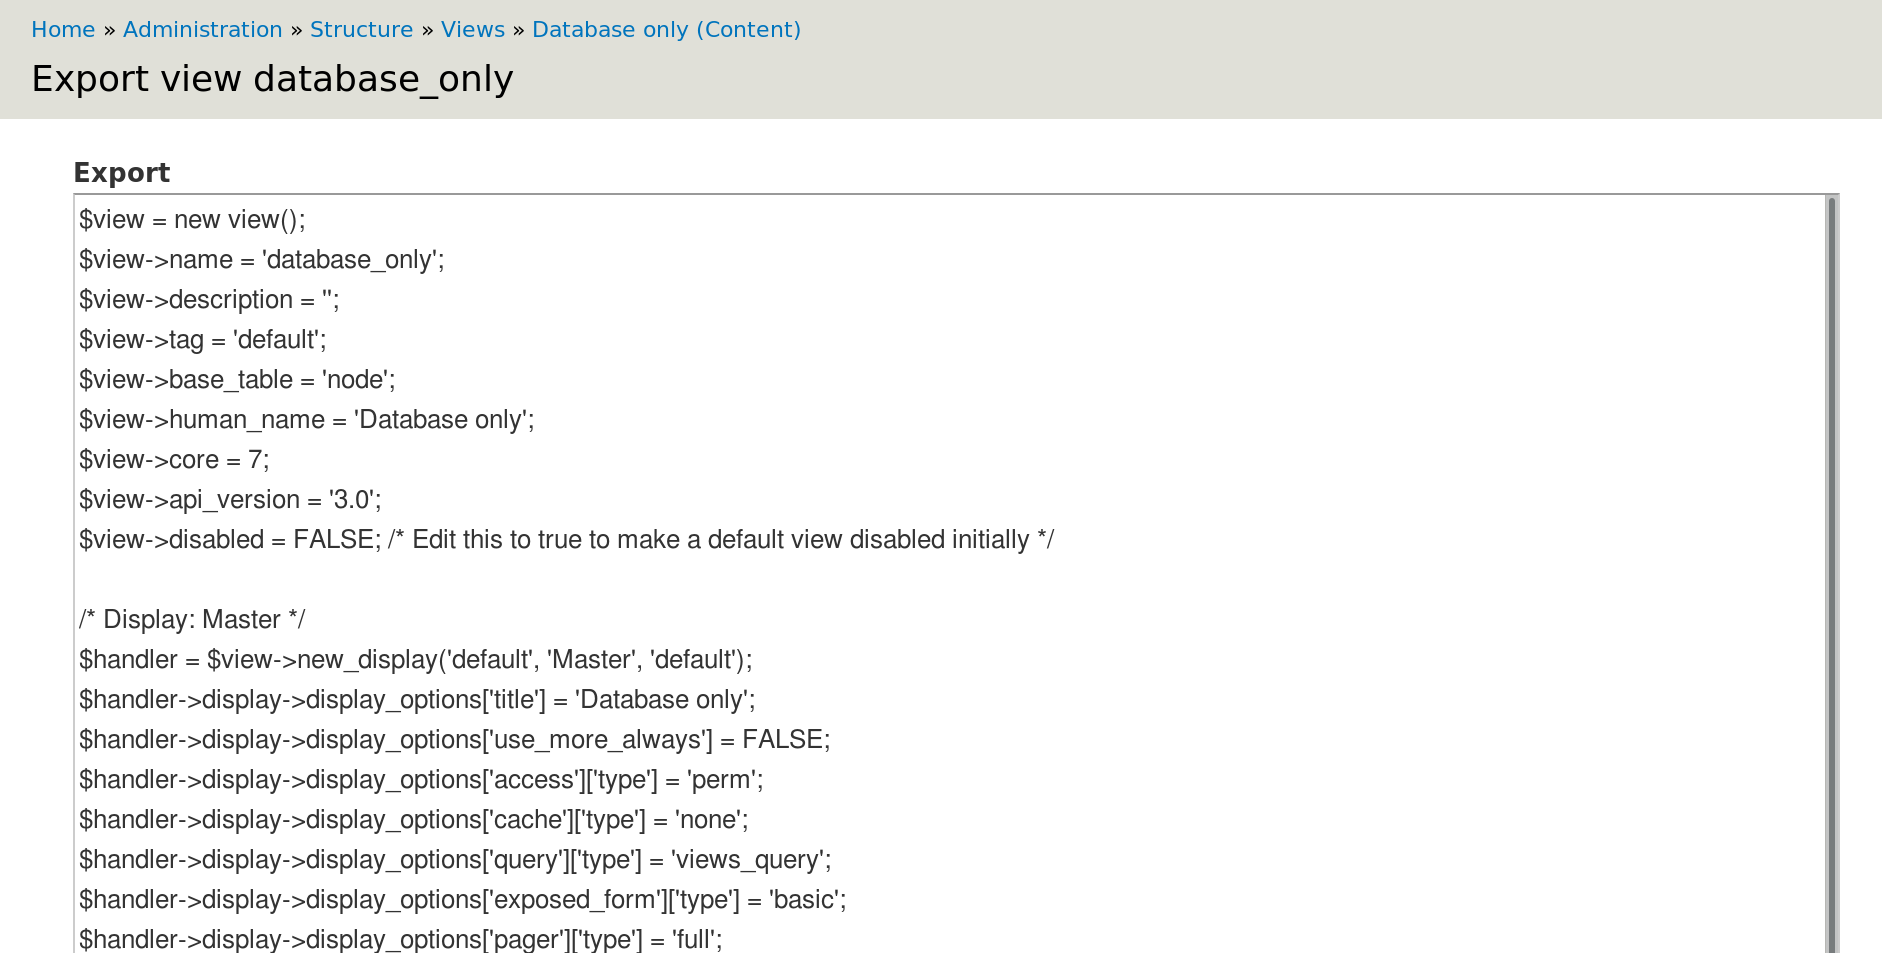 Home » Administration » Structure » Views » Database only (Content)
Export view database_only
Export
$view = new view();
$view->name = 'database_only';
$view->description = '';
$view->tag = 'default';
$view->base_table = 'node';
$view->human_name = 'Database only';
$view->core = 7;
$view->api_version = '3.0';
$view->disabled = FALSE; /* Edit this to true to make a default view disabled initially */
/* Display: Master */
$handler = $view->new_display('default', 'Master', 'default');
$handler->display->display_options['title'] = 'Database only';
$handler->display->display_options['use_more_always'] = FALSE;
$handler->display->display_options['access']['type'] = 'perm';
$handler->display->display_options['cache']['type'] = 'none';
$handler->display->display_options['query']['type'] = 'views_query';
$handler->display->display_options['exposed_form']['type'] = 'basic';
$handler->display->display_options['pager']['type'] = 'full';